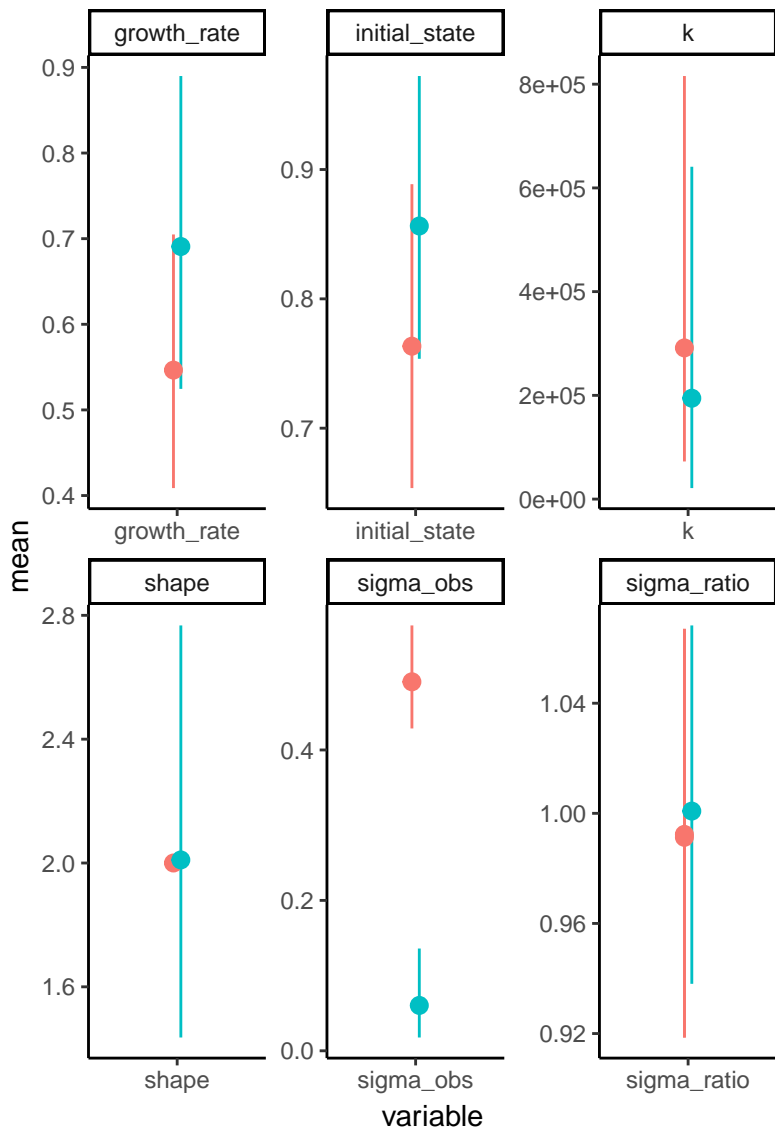 growth_rate
initial_state
k
0.9
0.8
0.7
0.6
0.5
0.4
0.9
0.8
0.7
8e+05
6e+05
4e+05
2e+05
0e+00
growth_rate
initial_state
k
mean
shape
sigma_obs
sigma_ratio
2.8
2.4
2.0
1.6
0.4
0.2
0.0
1.04
1.00
0.96
0.92
shape
sigma_obs
sigma_ratio
variable